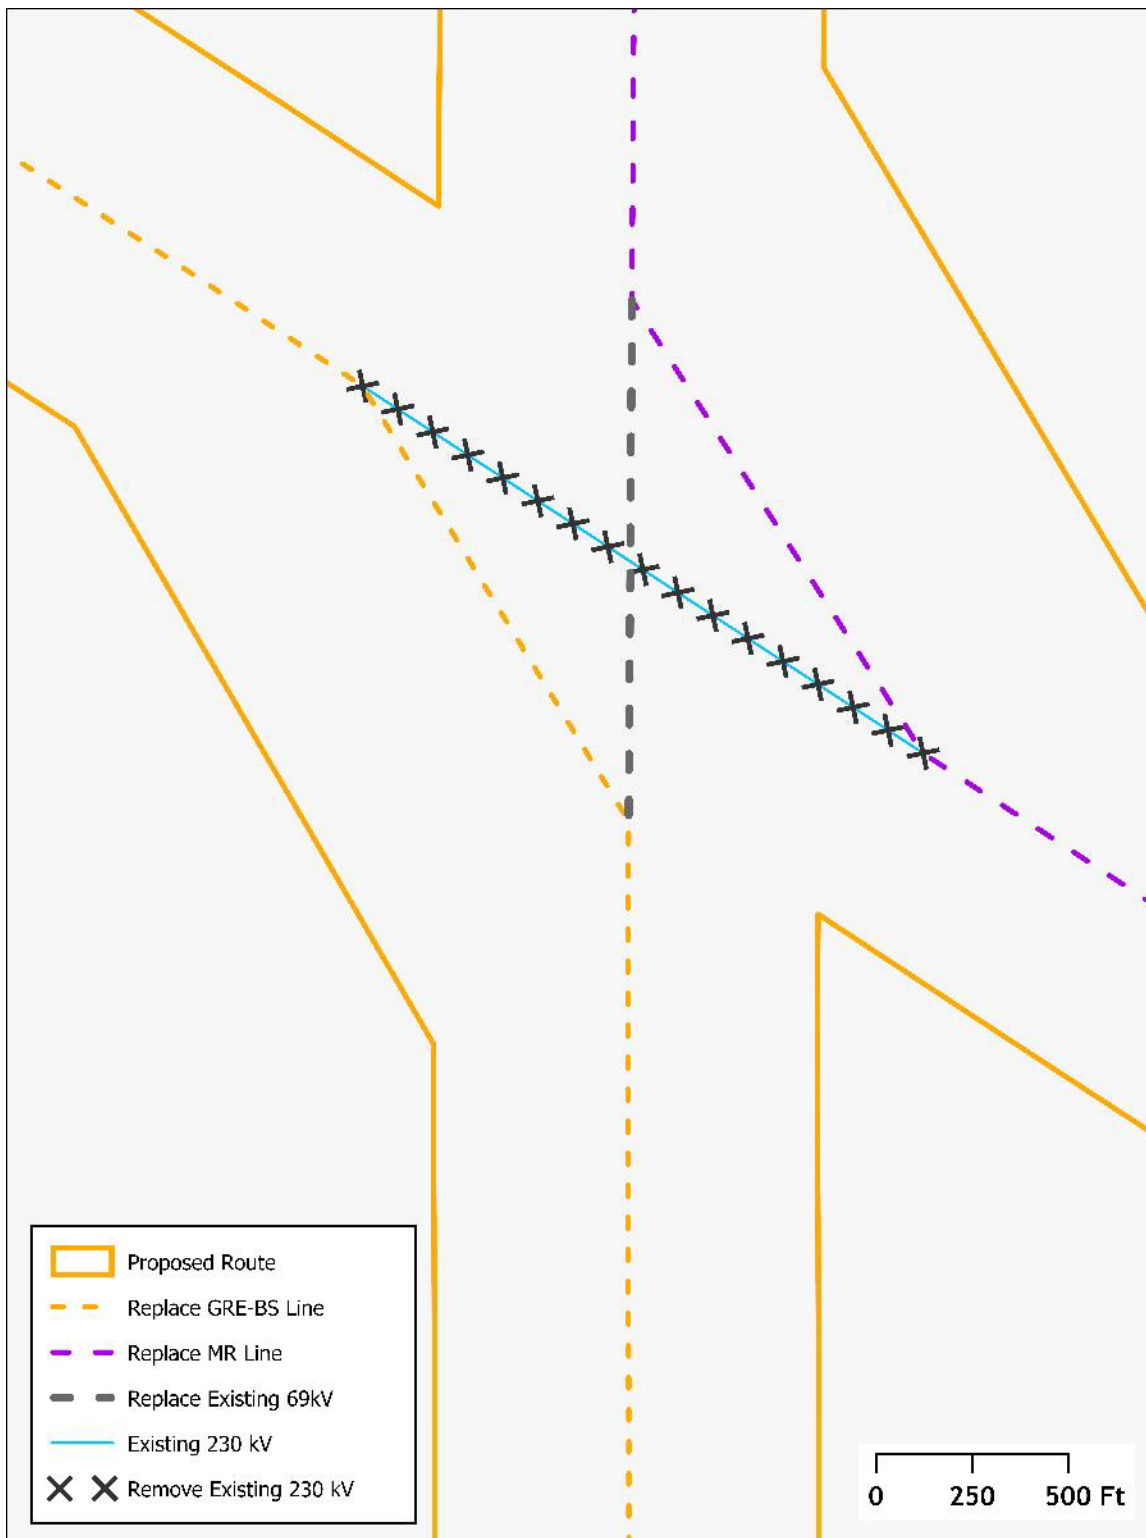 Proposed Route
Replace GRE-BS Line
Replace MR Line
Replace Existing 69kV
Existing 230 kV
Remove Existing 230 kV
0 250 500 Ft